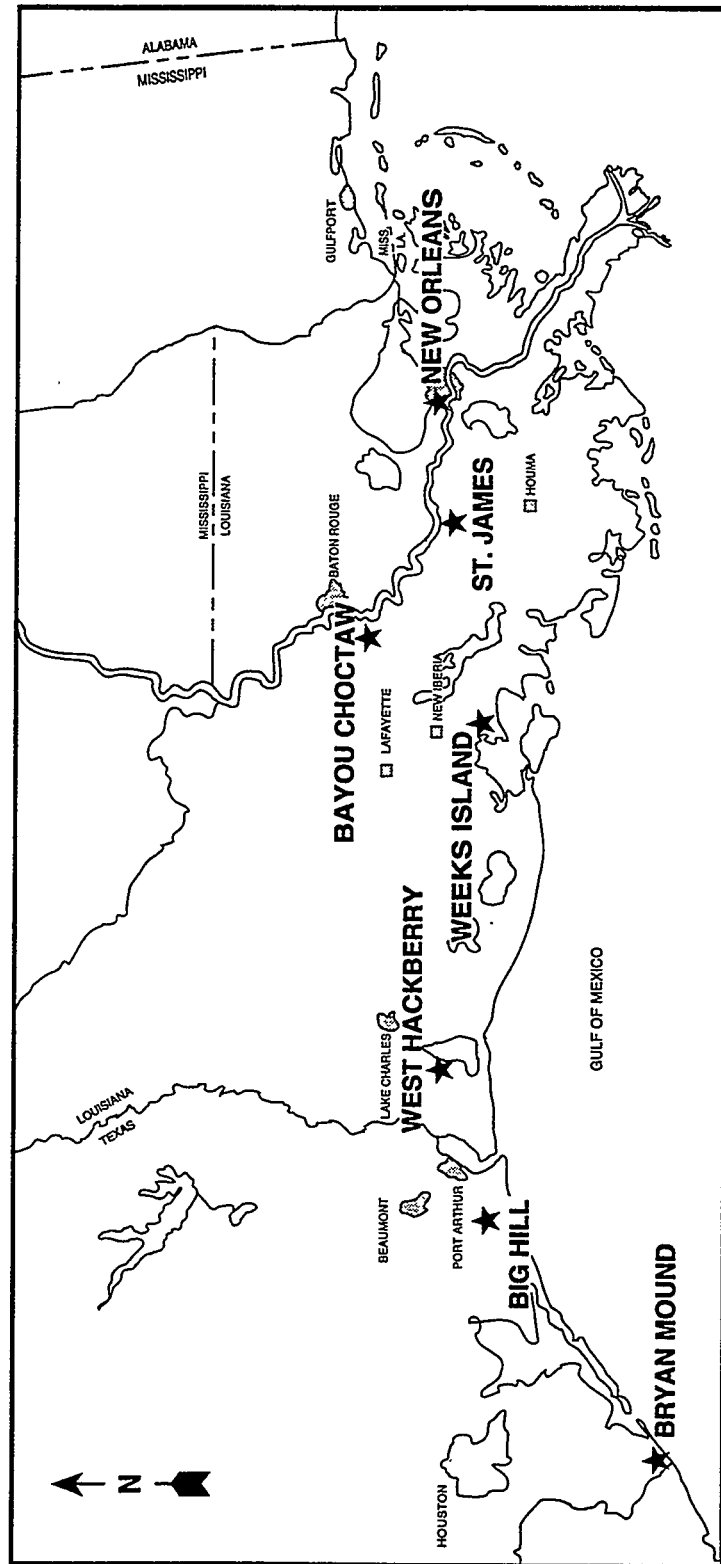 ALABAMA
MISSISSIPPI
GULFPORT
MISS.
LA.
NEW ORLEANS
MISSISSIPPI
LOUISIANA
BATON ROUGE
BAYOU CHOCTAW
ST. JAMES
HOUMA
LAFAYETTE
NEW IBERIA
WEEKS ISLAND
LOUISIANA
TEXAS
LAKE CHARLES
WEST HACKBERRY
BEAUMONT
PORT ARTHUR
BIG HILL
GULF OF MEXICO
N
HOUSTON
BRYAN MOUND